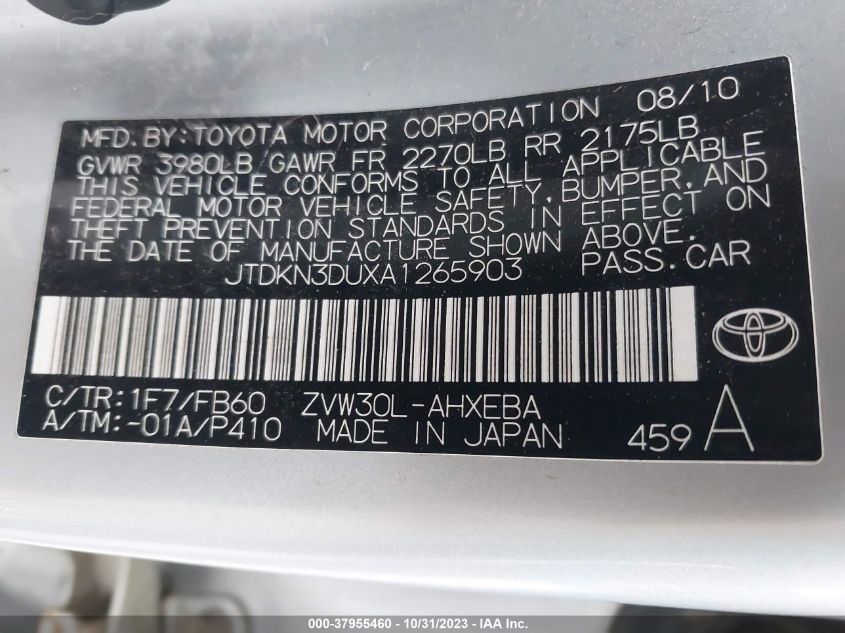 08/10
MFD.BY:TOYOTA MOTOR CORPORATION
GVWR 3980LB GAWR FR 2270LB RR 2175LB
THIS VEHICLE CONFORMS TO ALL APPLICABLE
FEDERAL MOTOR VEHICLE SAFETY,BUMPER,AND
THEFT PREVENTION STANDARDS IN EFFECT ON
THE DATE OF MANUFACTURE SHOWN ABOVE.
JTDKN3DUXA1265903 PASS.CAR
C/TR:1F7/FB60 ZVW30L-AHXEBA
A/TM:-01A/P410 MADE IN JAPAN 459 A
000-37955460 - 10/31/2023 - IAA Inc.